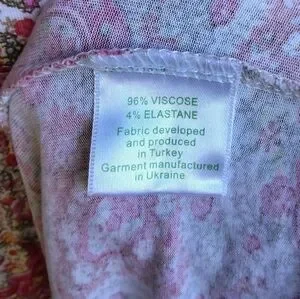 96% VISCOSE
4% ELASTANE
Fabric developed
and produced
in Turkey
Garment manufactured
in Ukraine